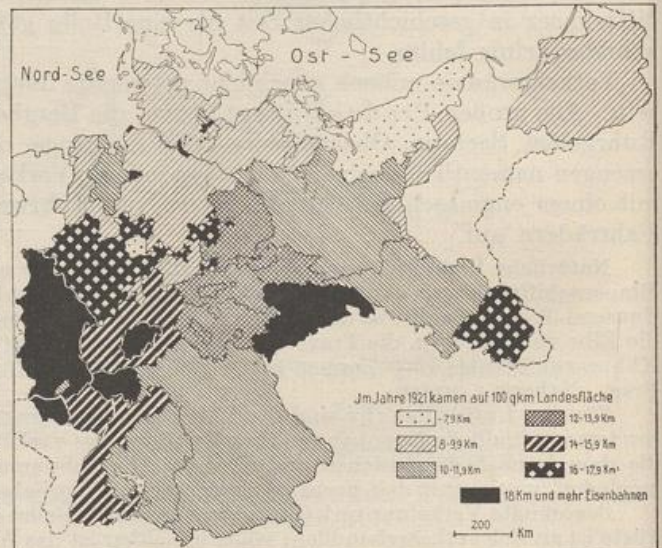 Nord-See
Ost - See
Im Jahre 1921 kamen auf 100 qkm Landesfläche
-7,9 Km
12-13,9 Km
8-9,9 Km
14-15,9 Km
10-11,9 Km
16-17,9 Km
18 Km und mehr Eisenbahnen
200 Km